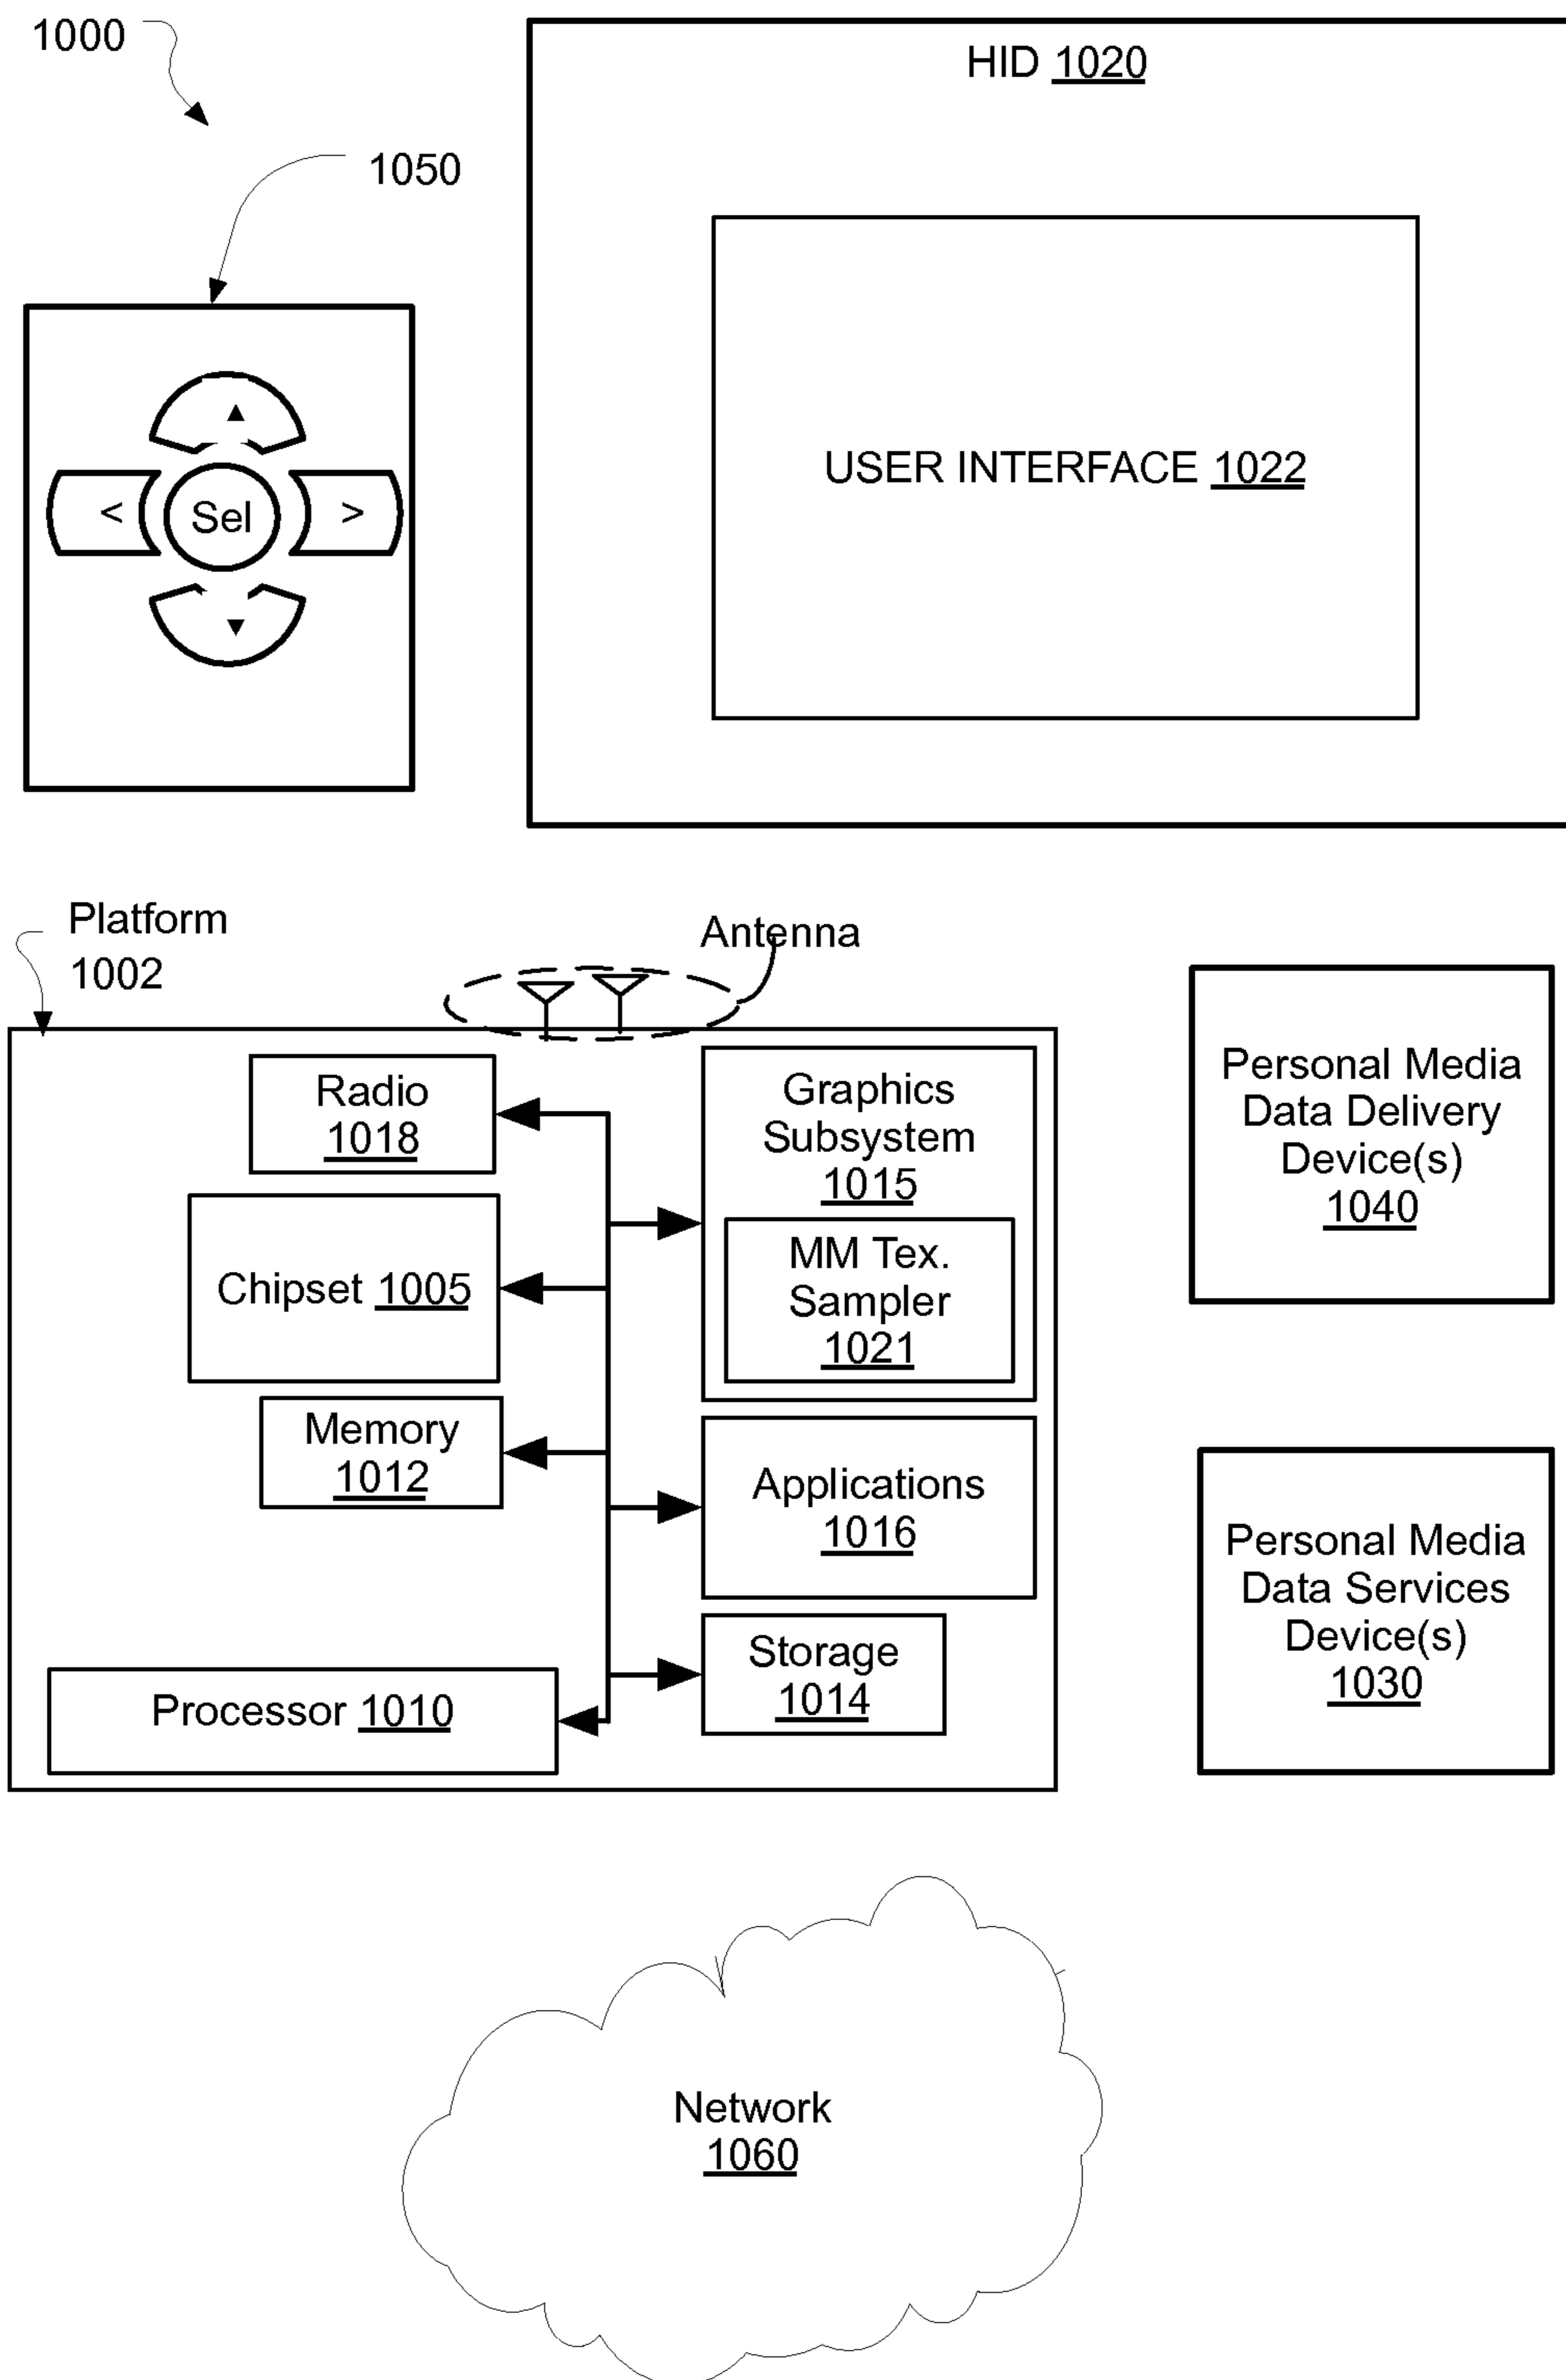 1000
HID 1020
1050
USER INTERFACE 1022
<
Sel
>
Platform
1002
Antenna
Radio
1018
Graphics
Subsystem
1015
MM Tex.
Sampler
1021
Chipset 1005
Memory
1012
Applications
1016
Storage
1014
Processor 1010
Personal Media
Data Delivery
Device(s)
1040
Personal Media
Data Services
Device(s)
1030
Network
1060